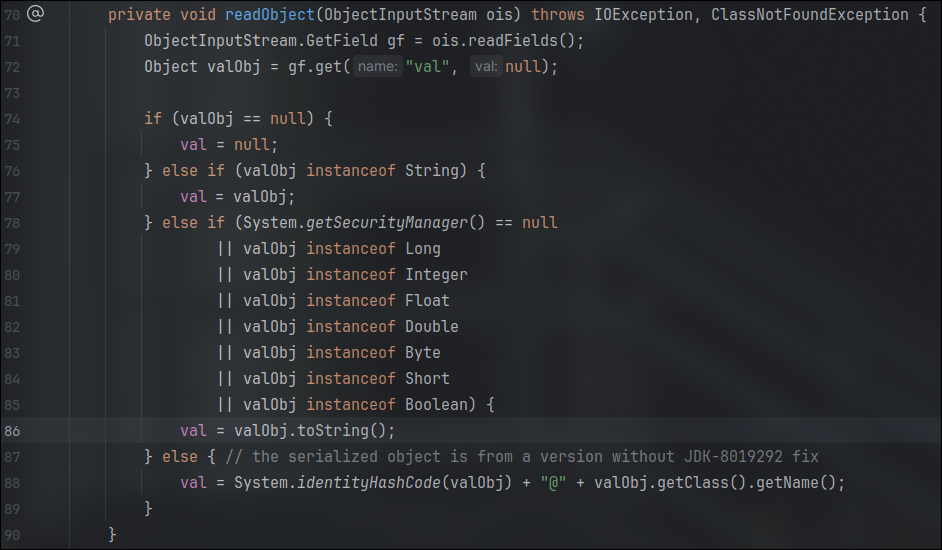 70 @ private void readObject(ObjectInputStream ois) throws IOException, ClassNotFoundException {
71 ObjectInputStream.GetField gf = ois.readFields();
72 Object valObj = gf.get( name: "val", val: null);
73
74 if (valObj == null) {
75 val = null;
76 } else if (valObj instanceof String) {
77 val = valObj;
78 } else if (System.getSecurityManager() == null
79 || valObj instanceof Long
80 || valObj instanceof Integer
81 || valObj instanceof Float
82 || valObj instanceof Double
83 || valObj instanceof Byte
84 || valObj instanceof Short
85 || valObj instanceof Boolean) {
86 val = valObj.toString();
87 } else { // the serialized object is from a version without JDK-8019292 fix
88 val = System.identityHashCode(valObj) + "@" + valObj.getClass().getName();
89 }
90 }